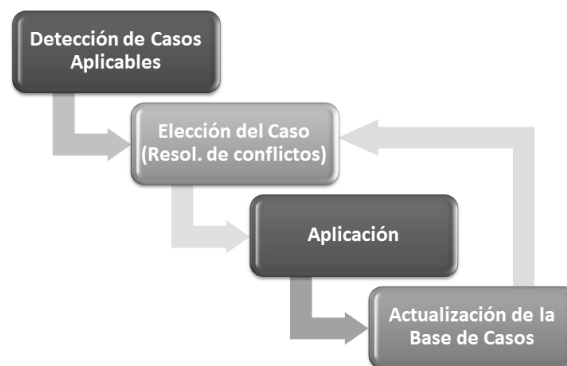 Detección de Casos
Aplicables
Elección del Caso
(Resol. de conflictos)
Aplicación
Actualización de la
Base de Casos